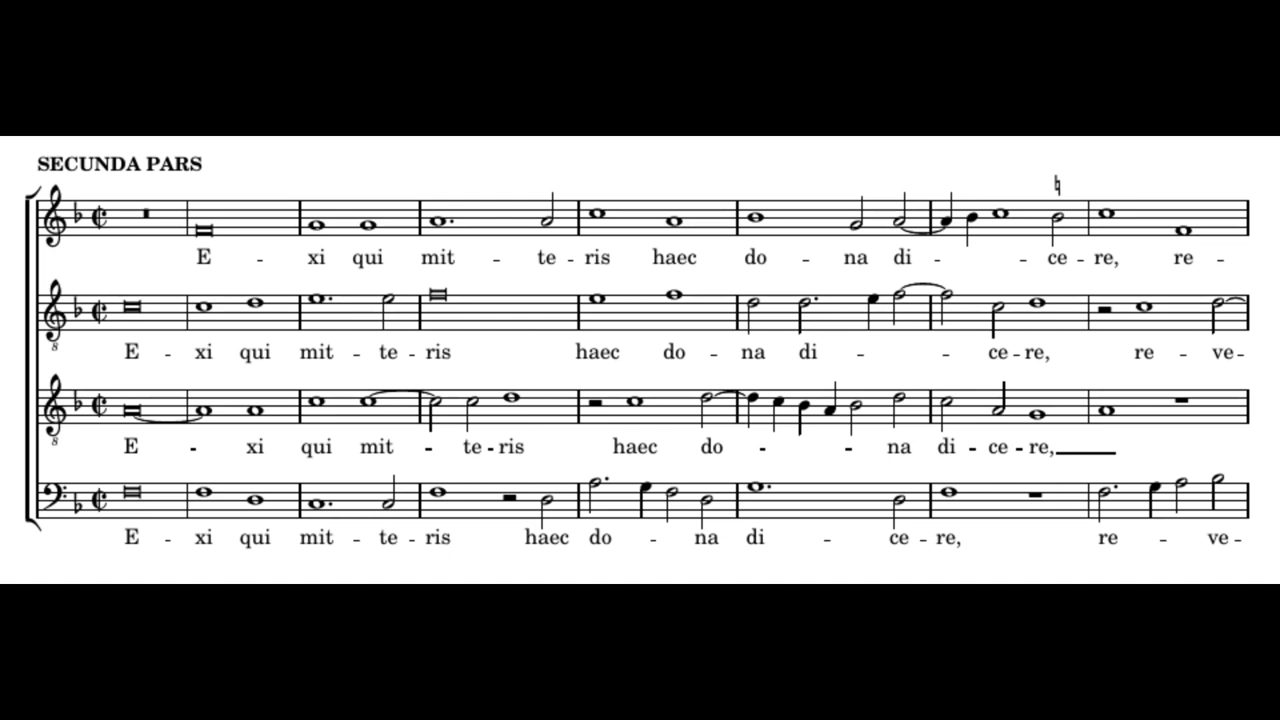 SECUNDA PARS
E - xi qui mit - te - ris haec do - na di - - ce - re, re -
8
E - xi qui mit - te - ris haec do - na di - - ce - re, re - ve -
8
E - xi qui mit - te - ris haec do - - na di - ce - re,
E - xi qui mit - te - ris haec do - na di - ce - re, re - ve -